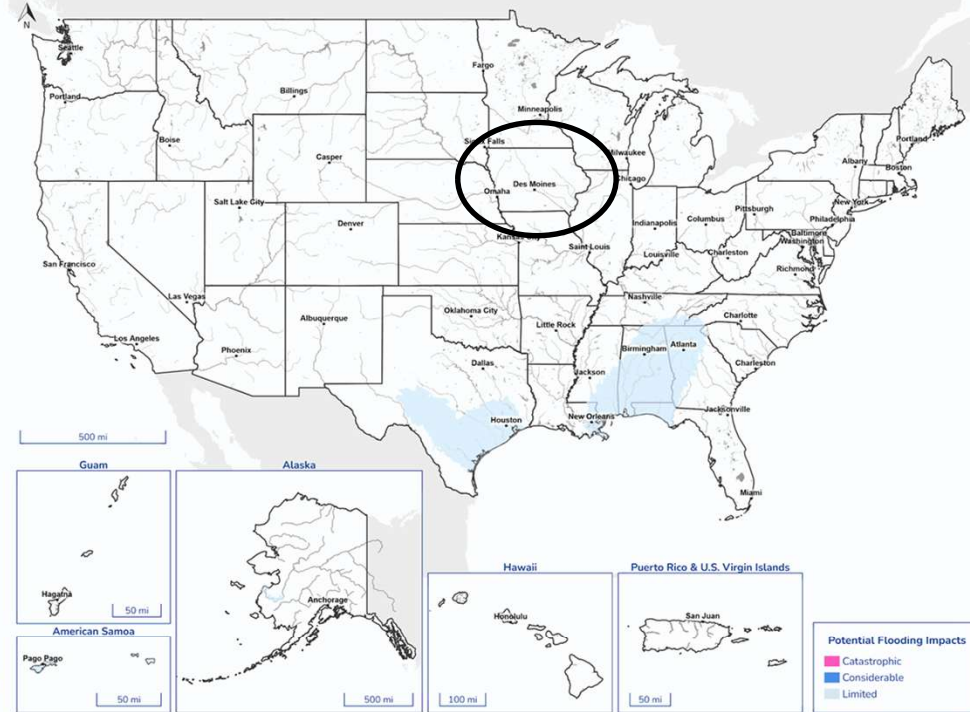 N
Seattle
Portland
Boise
Billings
Casper
Salt Lake City
Denver
San Francisco
Las Vegas
Los Angeles
Phoenix
Albuquerque
Fargo
Minneapolis
Sioux Falls
Omaha
Des Moines
Kansas City
Milwaukee
Chicago
Saint Louis
Indianapolis
Columbus
Louisville
Charleston
Pittsburgh
Albany
Portland
Boston
New York
Philadelphia
Baltimore
Washington
Richmond
Nashville
Charlotte
Oklahoma City
Little Rock
Dallas
Jackson
Birmingham
Atlanta
Charleston
Houston
New Orleans
Jacksonville
Miami
500 mi
Guam
Hagatna
50 mi
American Samoa
Pago Pago
50 mi
Alaska
Anchorage
500 mi
Hawaii
Honolulu
100 mi
Puerto Rico & U.S. Virgin Islands
San Juan
50 mi
Potential Flooding Impacts
Catastrophic
Considerable
Limited